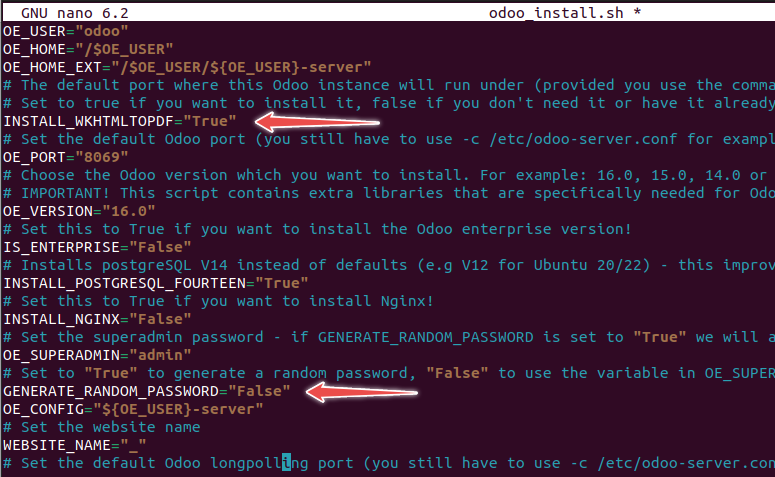 GNU nano 6.2 odoo_install.sh *
OE_USER="odoo"
OE_HOME="/$OE_USER"
OE_HOME_EXT="/$OE_USER/${OE_USER}-server"
# The default port where this Odoo instance will run under (provided you use the comma
# Set to true if you want to install it, false if you don't need it or have it already
INSTALL_WKHTMLTOPDF="True"
# Set the default Odoo port (you still have to use -c /etc/odoo-server.conf for exampl
OE_PORT="8069"
# Choose the Odoo version which you want to install. For example: 16.0, 15.0, 14.0 or
# IMPORTANT! This script contains extra libraries that are specifically needed for Odo
OE_VERSION="16.0"
# Set this to True if you want to install the Odoo enterprise version!
IS_ENTERPRISE="False"
# Installs postgreSQL V14 instead of defaults (e.g V12 for Ubuntu 20/22) - this improv
INSTALL_POSTGRESQL_FOURTEEN="True"
# Set this to True if you want to install Nginx!
INSTALL_NGINX="False"
# Set the superadmin password - if GENERATE_RANDOM_PASSWORD is set to "True" we will a
OE_SUPERADMIN="admin"
# Set to "True" to generate a random password, "False" to use the variable in OE_SUPER
GENERATE_RANDOM_PASSWORD="False"
OE_CONFIG="${OE_USER}-server"
# Set the website name
WEBSITE_NAME="_"
# Set the default Odoo longpolling port (you still have to use -c /etc/odoo-server.con